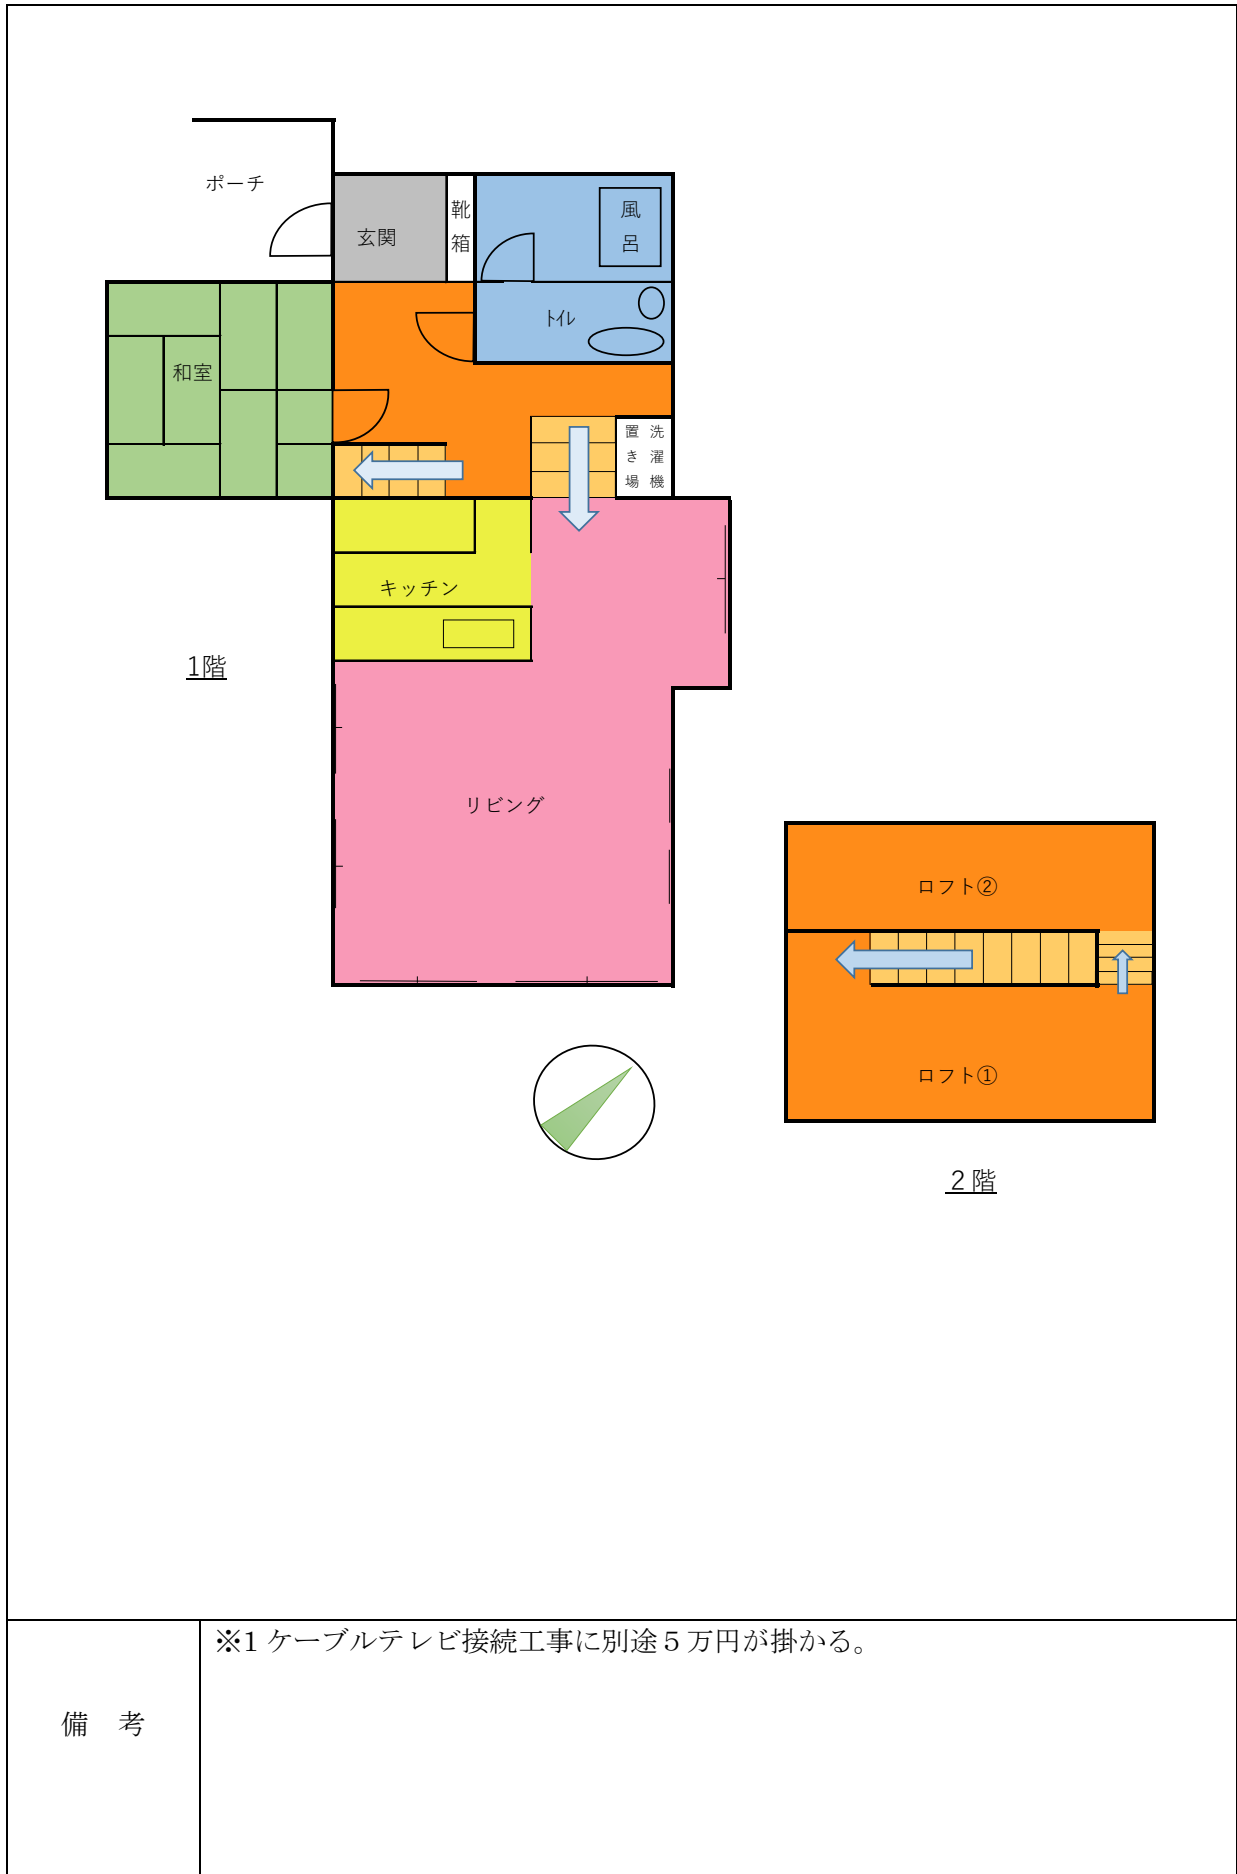 ポーチ
玄関
靴箱
風呂
トイレ
和室
洗濯機
置き場
キッチン
1階
リビング
ロフト②
ロフト①
２階
備　考
※1 ケーブルテレビ接続工事に別途５万円が掛かる。